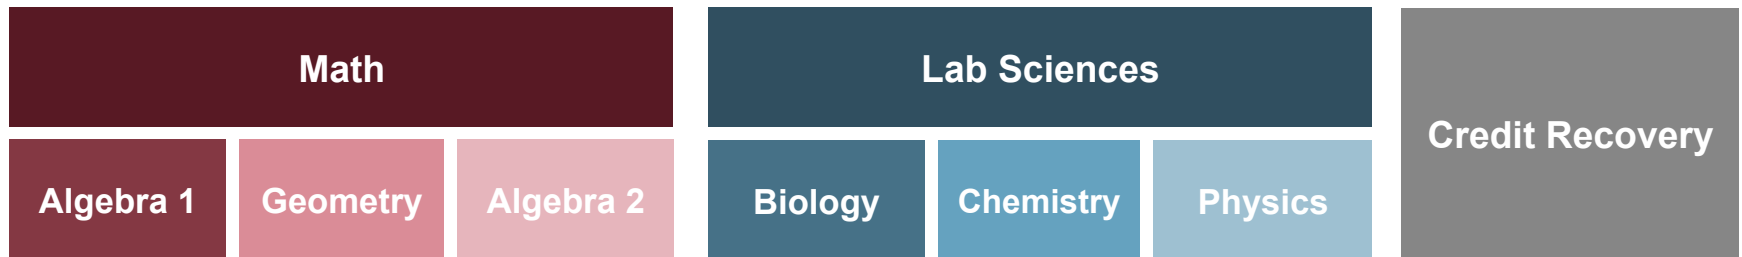 Math
Algebra 1
Geometry
Algebra 2
Lab Sciences
Biology
Chemistry
Physics
Credit Recovery